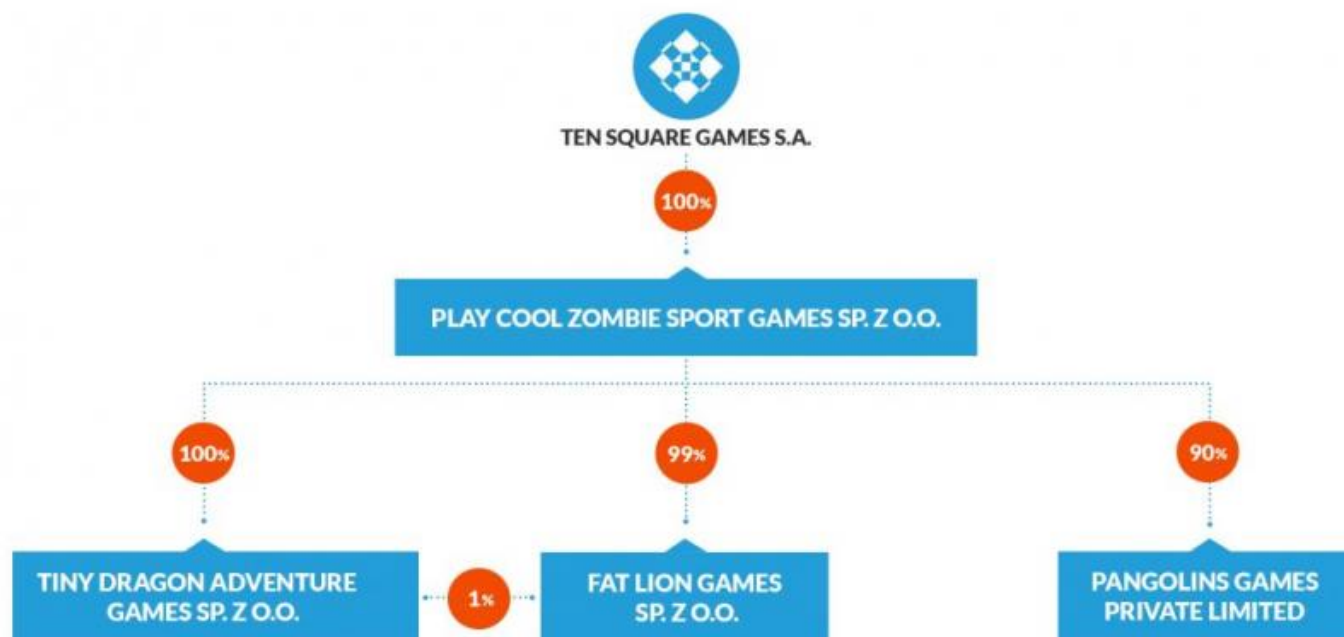 TEN SQUARE GAMES S.A.
100%
PLAY COOL ZOMBIE SPORT GAMES SP. Z O.O.
100%
99%
90%
TINY DRAGON ADVENTURE
GAMES SP. Z O.O.
1%
FAT LION GAMES
SP. Z O.O.
PANGOLINS GAMES
PRIVATE LIMITED